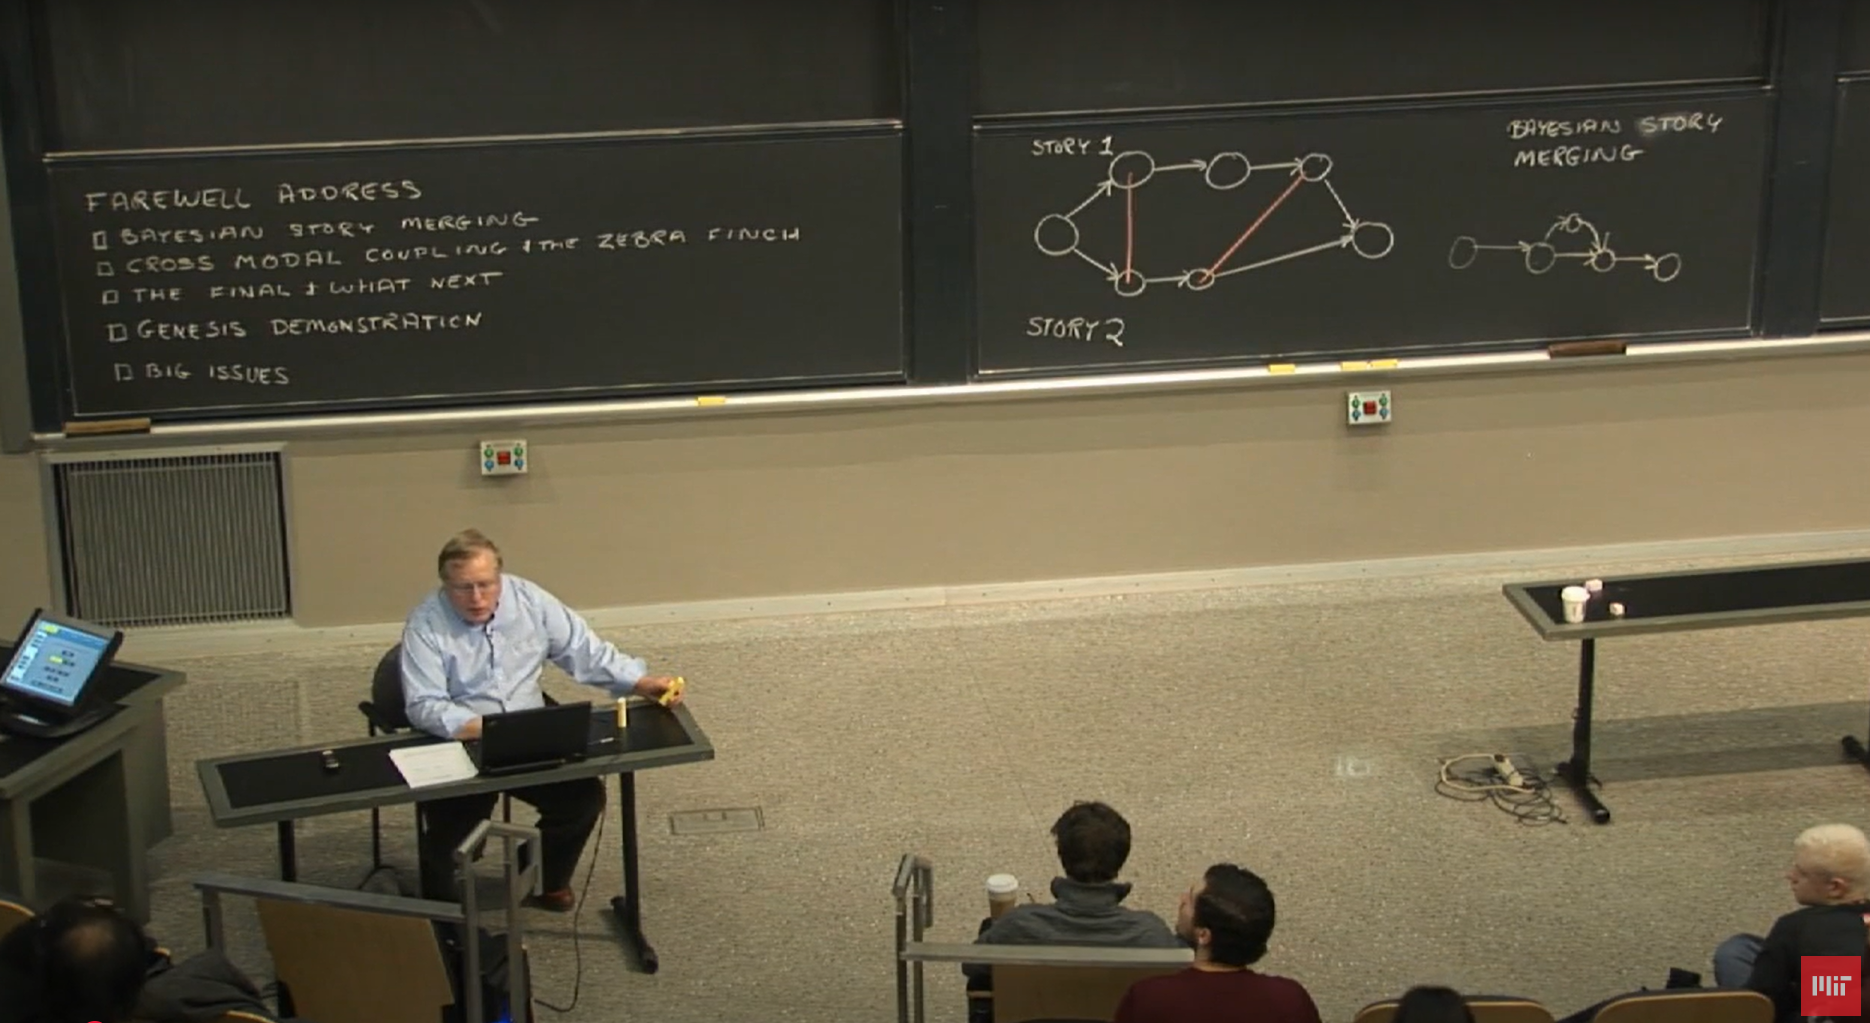 FAREWELL ADDRESS
BAYESIAN STORY MERGING
CROSS MODAL COUPLING & THE ZEBRA FINCH
THE FINAL & WHAT NEXT
GENESIS DEMONSTRATION
BIG ISSUES
STORY 1
STORY 2
BAYESIAN STORY
MERGING
MIT